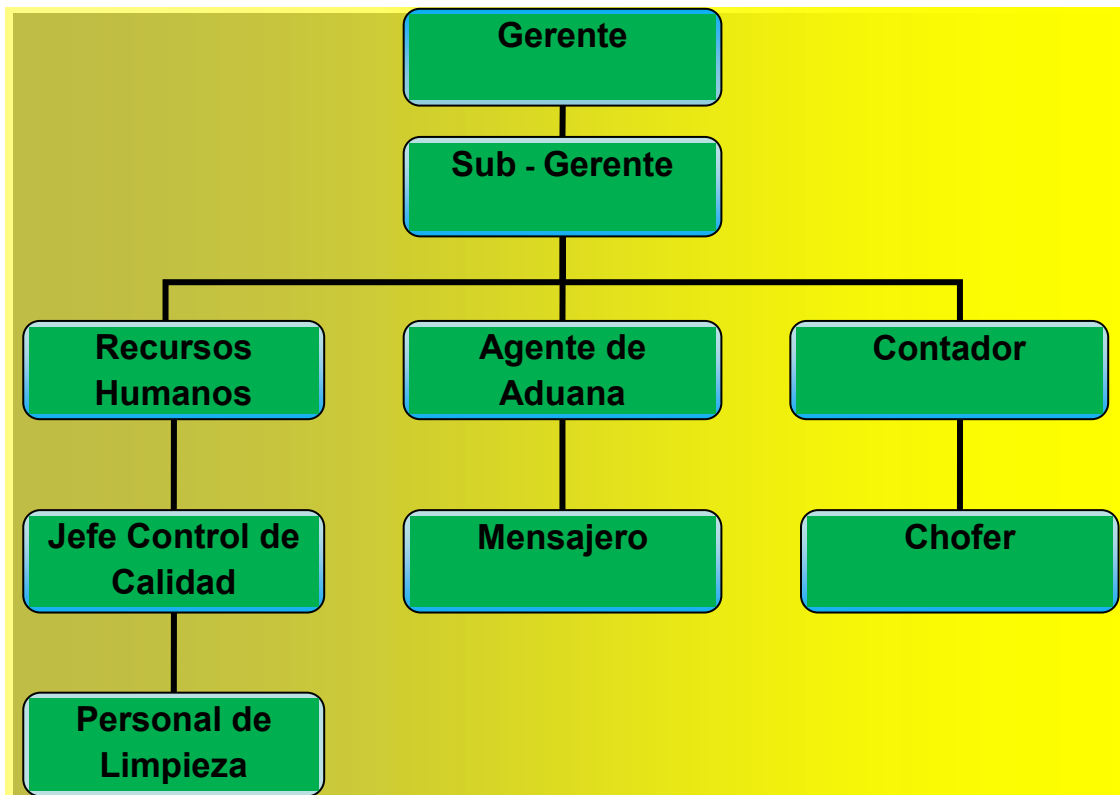 Gerente
Sub - Gerente
Recursos
Humanos
Agente de
Aduana
Contador
Jefe Control de
Calidad
Mensajero
Chofer
Personal de
Limpieza